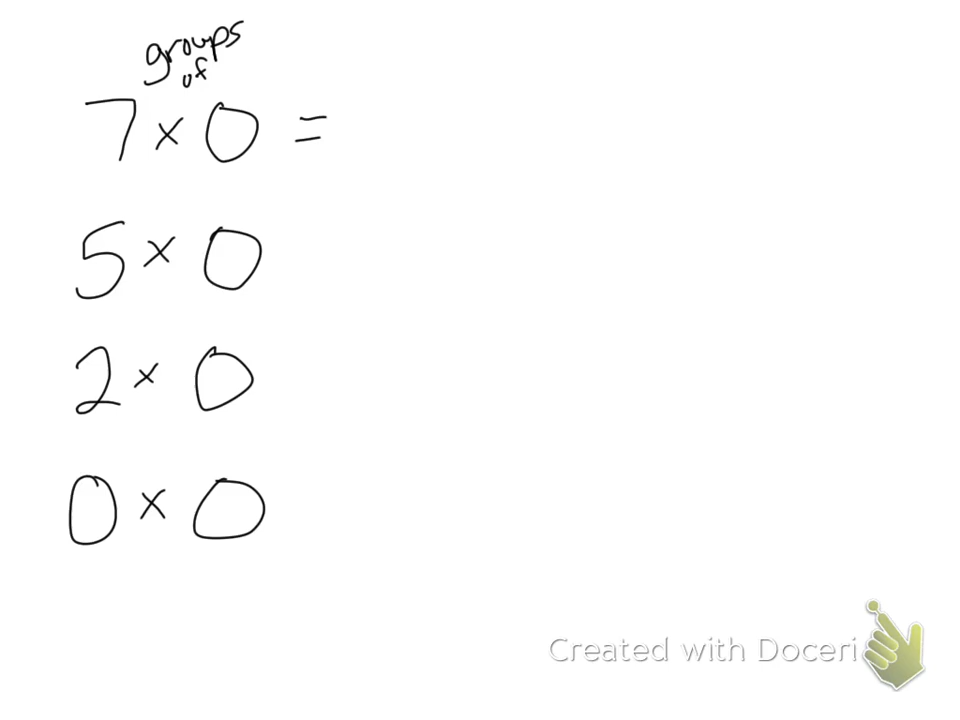 groups
of
7 × 0 =
5 × 0
2 × 0
0 × 0
Created with Doceri